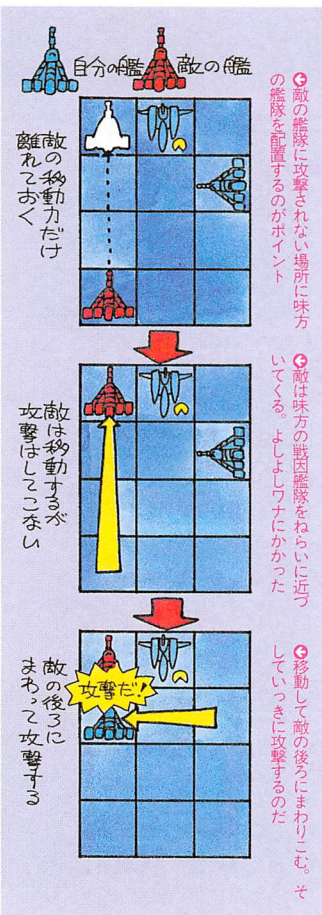 自分の艦
敵の艦
敵の艦隊に攻撃されない場所に味方
の艦隊を配置するのがポイント
敵の移動力だけ
離れておく
敵は味方の戦因艦隊をねらいに近づ
いてくる。よしよしワナにかかった
敵は移動するが
攻撃はしてこない
移動して敵の後ろにまわりこむ。そ
していっきに攻撃するのだ
攻撃だ!
敵の後ろに
まわって攻撃する